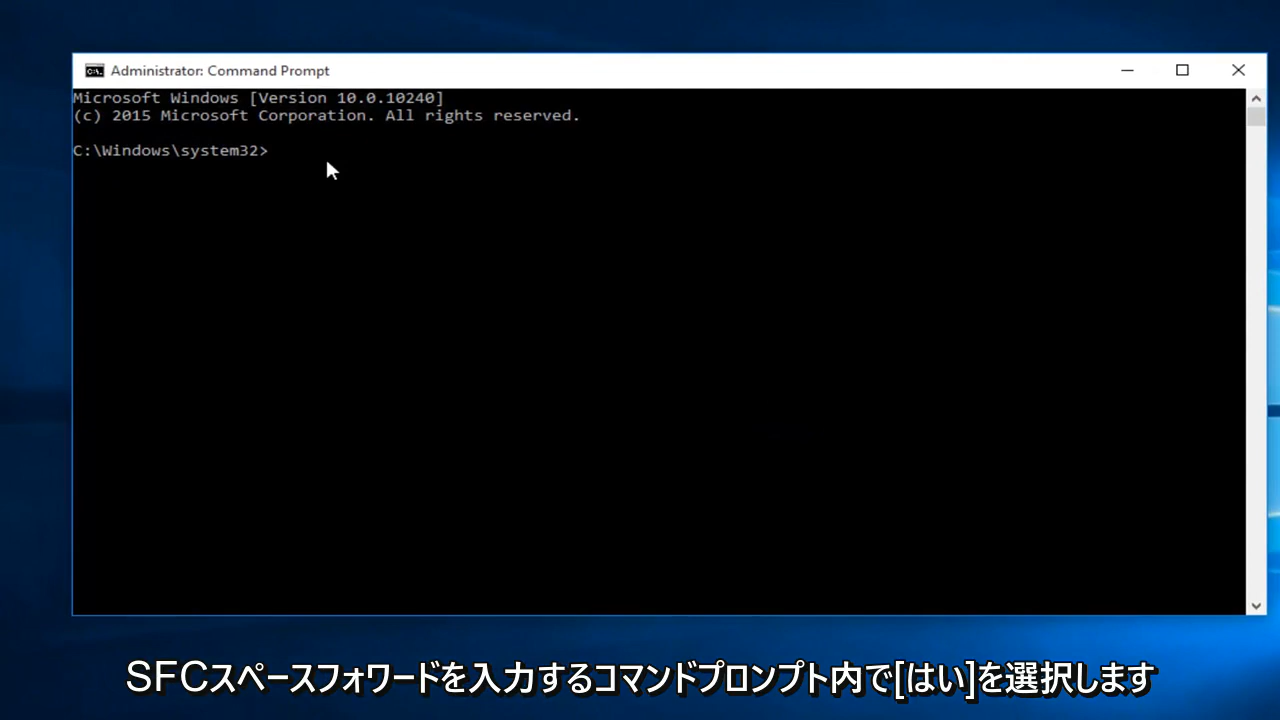 Administrator: Command Prompt
Microsoft Windows [Version 10.0.10240]
(c) 2015 Microsoft Corporation. All rights reserved.
C:\Windows\system32>
SFCスペースフォワードを入力するコマンドプロンプト内で[はい]を選択します